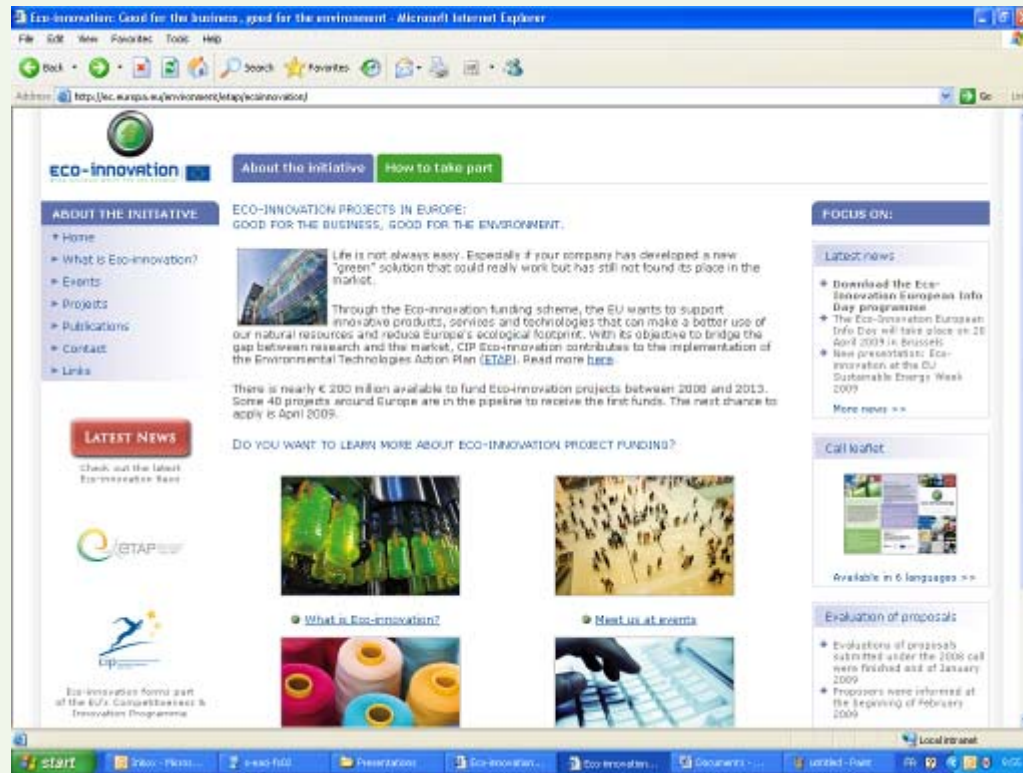 Eco-innovation: Good for the business, good for the environment - Microsoft Internet Explorer
File Edit View Favorites Tools Help
Back Search Favorites
Address http://ec.europa.eu/environment/etap/ecoinnovation/ Go
eco-innovation
About the initiative How to take part
ABOUT THE INITIATIVE
Home
What is Eco-innovation?
Events
Projects
Publications
Contact
Links
LATEST NEWS
Check out the latest
Eco-innovation News
eTAP
cip
Eco-innovation forms part
of the EU's Competitiveness &
Innovation Programme
ECO-INNOVATION PROJECTS IN EUROPE:
GOOD FOR THE BUSINESS, GOOD FOR THE ENVIRONMENT.
Life is not always easy. Especially if your company has developed a new
"green" solution that could really work but has still not found its place in the
market.
Through the Eco-innovation funding scheme, the EU wants to support
innovative products, services and technologies that can make a better use of
our natural resources and reduce Europe's ecological footprint. With its objective to bridge the
gap between research and the market, CIP Eco-innovation contributes to the implementation of
the Environmental Technologies Action Plan (ETAP). Read more here.
There is nearly € 200 million available to fund Eco-innovation projects between 2008 and 2013.
Some 40 projects around Europe are in the pipeline to receive the first funds. The next chance to
apply is April 2009.
DO YOU WANT TO LEARN MORE ABOUT ECO-INNOVATION PROJECT FUNDING?
What is Eco-innovation?
Meet us at events
FOCUS ON:
Latest news
Download the Eco-
Innovation European Info
Day programme
The Eco-Innovation European
Info Day will take place on 20
April 2009 in Brussels
New presentation: Eco-
innovation at the EU
Sustainable Energy Week
2009
More news >>
Call leaflet
Available in 6 languages >>
Evaluation of proposals
Evaluations of proposals
submitted under the 2008 call
were finished end of January
2009
Proposers were informed at
the beginning of February
2009
Local intranet
start Inbox - Micros... Presentations Eco-innovation... Eco-innovation... Documents - ... untitled - Paint FR